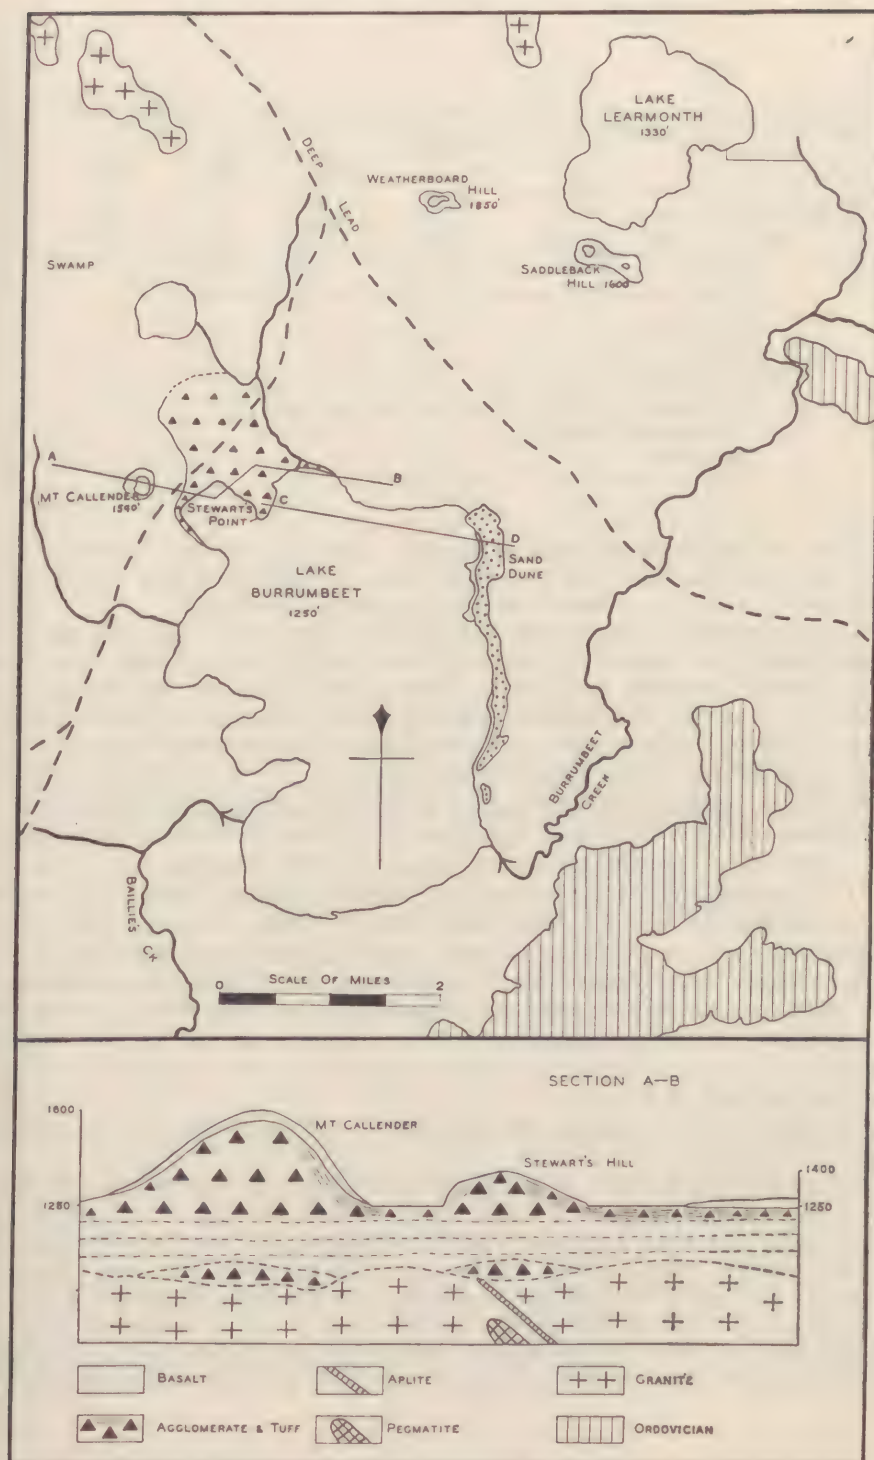 LAKE
LEARMONTH
1330'
DEEP
LEAD
WEATHERBOARD
HILL
1850'
SADDLEBACK
HILL 1600'
SWAMP
A
B
MT CALLENDER
1590'
STEWART'S
POINT
C
D
SAND
DUNE
LAKE
BURRUMBEET
1250'
BURRUMBEET
CREEK
BAILLIE'S
CK
SCALE OF MILES
0 2
SECTION A—B
1600
MT CALLENDER
STEWART'S HILL
1400
1250
1250
BASALT
APLITE
GRANITE
AGGLOMERATE & TUFF
PEGMATITE
ORDOVICIAN